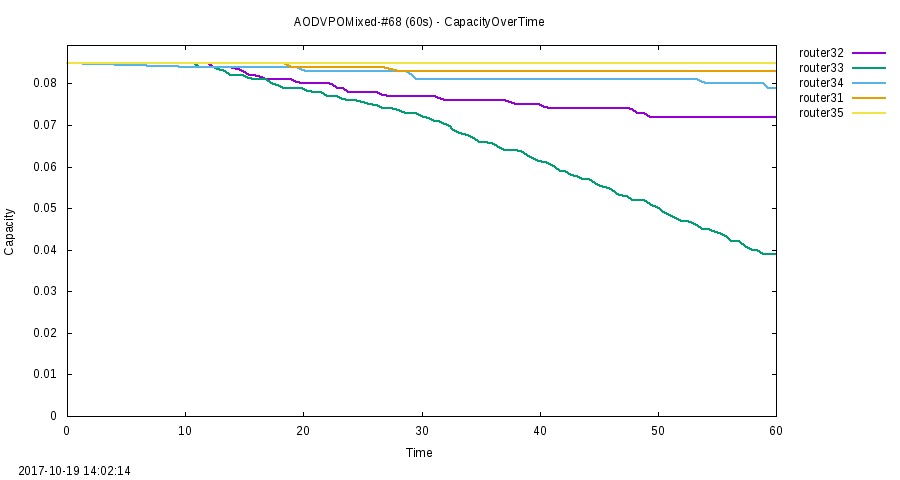 AODVPOMixed-#68 (60s) - CapacityOverTime
router32
router33
router34
router31
router35
0.08
0.07
0.06
0.05
0.04
0.03
0.02
0.01
0
Capacity
0 10 20 30 40 50 60
Time
2017-10-19 14:02:14